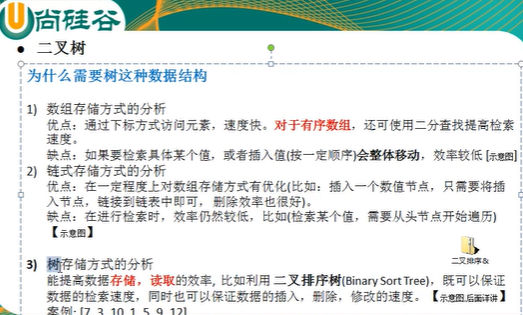 尚硅谷
● 二叉树
为什么需要树这种数据结构
1) 数组存储方式的分析
优点：通过下标方式访问元素，速度快。对于有序数组，还可使用二分查找提高检索
速度。
缺点：如果要检索具体某个值，或者插入值(按一定顺序)会整体移动，效率较低 [示意图]
2) 链式存储方式的分析
优点：在一定程度上对数组存储方式有优化(比如：插入一个数值节点，只需要将插
入节点，链接到链表中即可， 删除效率也很好)。
缺点：在进行检索时，效率仍然较低，比如(检索某个值，需要从头节点开始遍历)
【示意图】
二叉排序&
3) 树存储方式的分析
能提高数据存储，读取的效率, 比如利用 二叉排序树(Binary Sort Tree)，既可以保证
数据的检索速度，同时也可以保证数据的插入，删除，修改的速度。【示意图,后面详讲】
案例: [7, 3, 10, 1, 5, 9, 12]